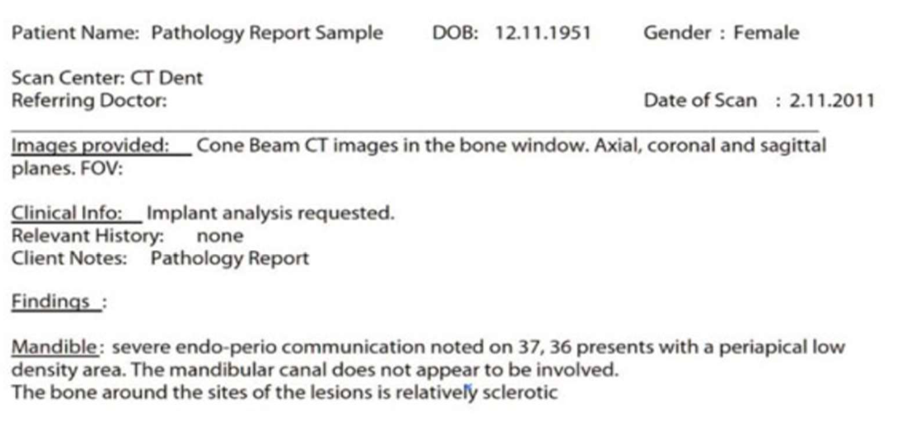 Patient Name: Pathology Report Sample DOB: 12.11.1951 Gender : Female
Scan Center: CT Dent
Referring Doctor: Date of Scan : 2.11.2011
Images provided: Cone Beam CT images in the bone window. Axial, coronal and sagittal
planes. FOV:
Clinical Info: Implant analysis requested.
Relevant History: none
Client Notes: Pathology Report
Findings :
Mandible: severe endo-perio communication noted on 37, 36 presents with a periapical low
density area. The mandibular canal does not appear to be involved.
The bone around the sites of the lesions is relatively sclerotic